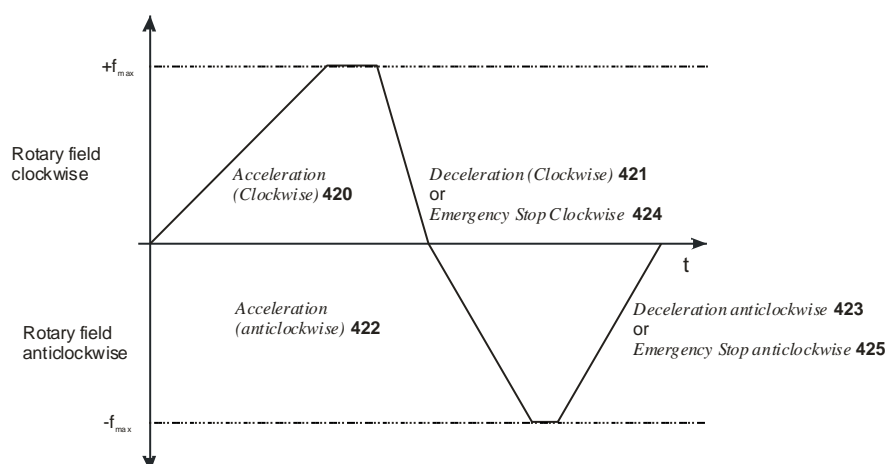 +fmax
Rotary field
clockwise
Acceleration
(Clockwise) 420
Deceleration (Clockwise) 421
or
Emergency Stop Clockwise 424
t
Rotary field
anticlockwise
Acceleration
(anticlockwise) 422
Deceleration anticlockwise 423
or
Emergency Stop anticlockwise 425
-fmax